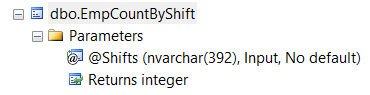 dbo.EmpCountByShift
Parameters
@Shifts (nvarchar(392), Input, No default)
Returns integer